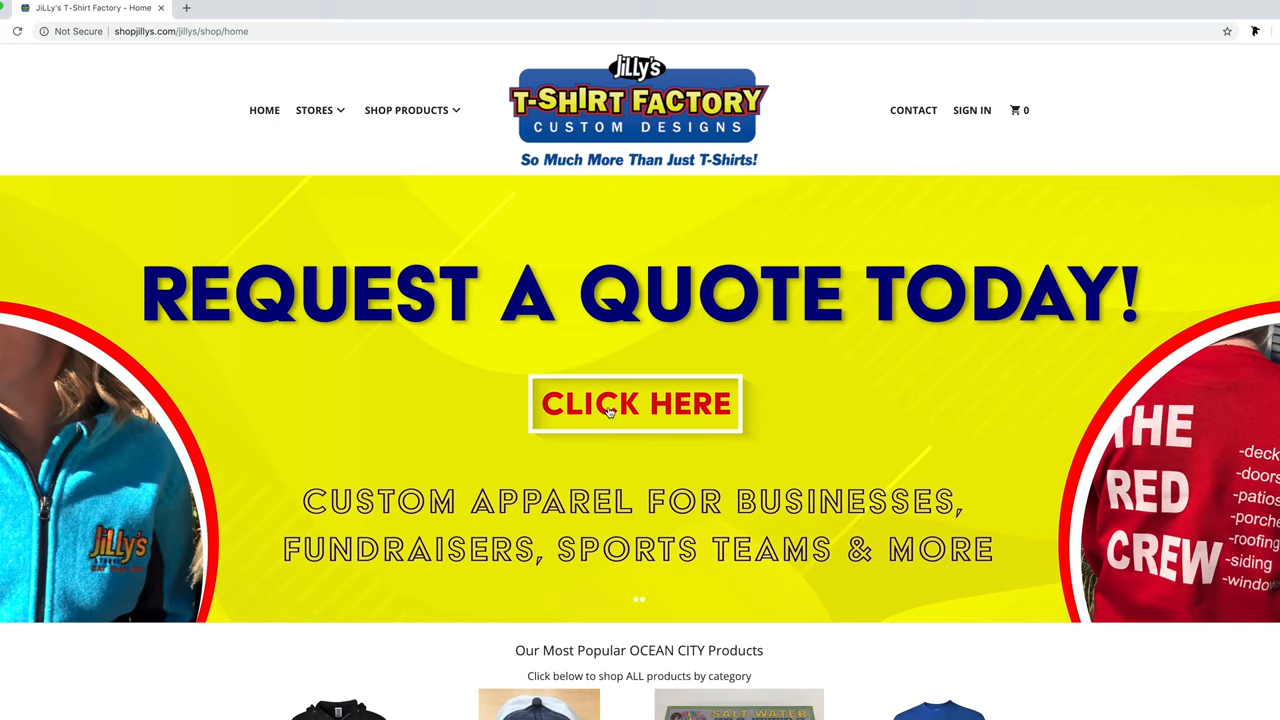 JiLLy's T-Shirt Factory - Home
Not Secure shopjillys.com/jillys/shop/home
HOME STORES SHOP PRODUCTS
JiLLy's
T-SHIRT FACTORY
CUSTOM DESIGNS
So Much More Than Just T-Shirts!
CONTACT SIGN IN 0
REQUEST A QUOTE TODAY!
CLICK HERE
CUSTOM APPAREL FOR BUSINESSES,
FUNDRAISERS, SPORTS TEAMS & MORE
JiLLy's
THE
RED
CREW
-deck
-doors
-patios
-porche
-roofing
-siding
-window
Our Most Popular OCEAN CITY Products
Click below to shop ALL products by category
SALT WATER